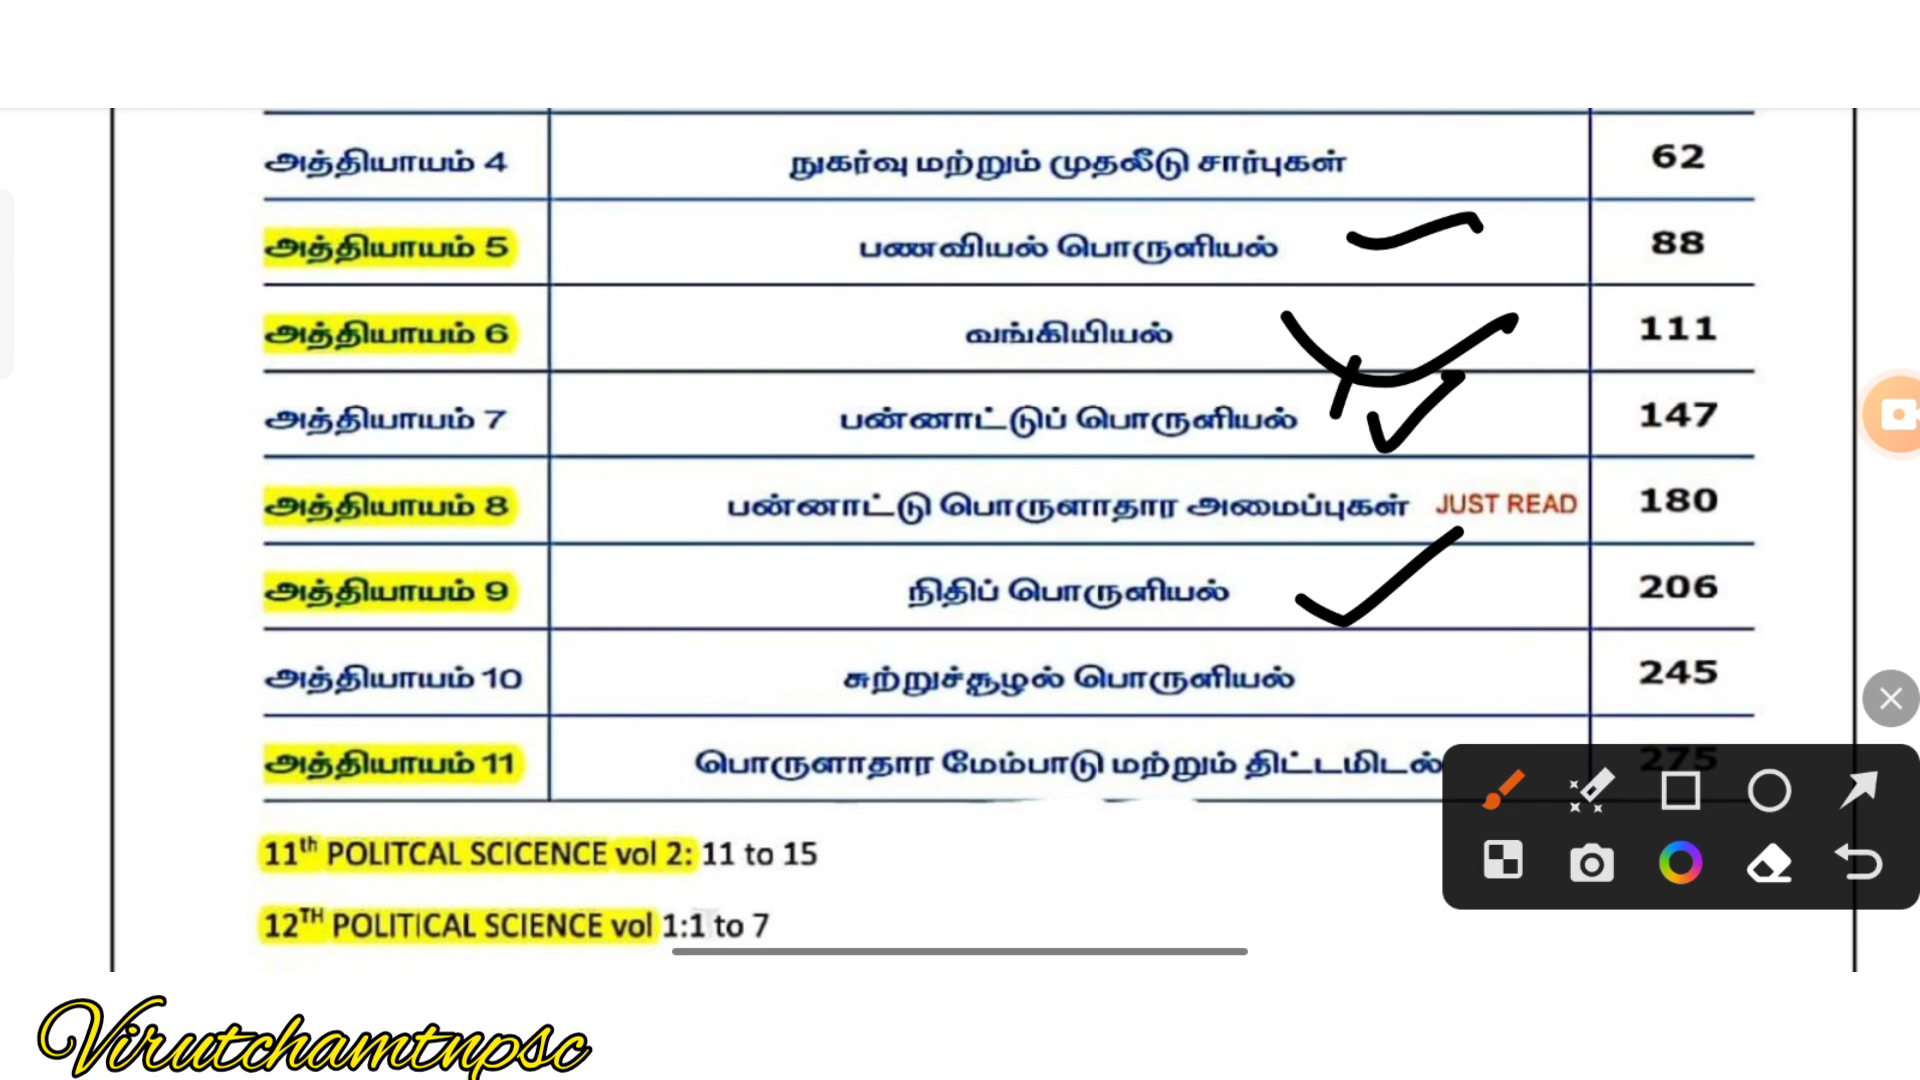 அத்தியாயம் 4 நுகர்வு மற்றும் முதலீடு சார்புகள் 62
அத்தியாயம் 5 பணவியல் பொருளியல் 88
அத்தியாயம் 6 வங்கியியல் 111
அத்தியாயம் 7 பன்னாட்டுப் பொருளியல் 147
அத்தியாயம் 8 பன்னாட்டு பொருளாதார அமைப்புகள் JUST READ 180
அத்தியாயம் 9 நிதிப் பொருளியல் 206
அத்தியாயம் 10 சுற்றுச்சூழல் பொருளியல் 245
அத்தியாயம் 11 பொருளாதார மேம்பாடு மற்றும் திட்டமிடல் 275
11th POLITCAL SCICENCE vol 2: 11 to 15
12TH POLITICAL SCIENCE vol 1:1 to 7
Virutchamtnpsc